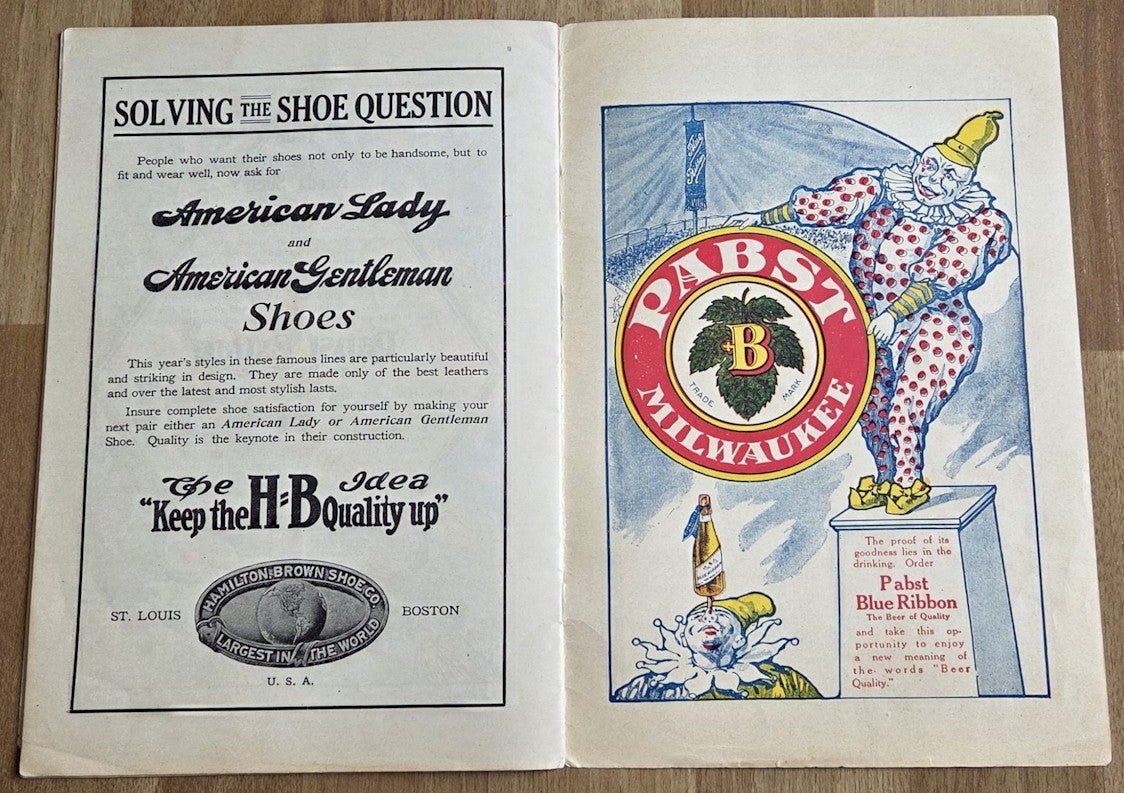 SOLVING THE SHOE QUESTION
People who want their shoes not only to be handsome, but to
fit and wear well, now ask for
American Lady
and
American Gentleman
Shoes
This year's styles in these famous lines are particularly beautiful
and striking in design. They are made only of the best leathers
and over the latest and most stylish lasts.
Insure complete shoe satisfaction for yourself by making your
next pair either an American Lady or American Gentleman
Shoe. Quality is the keynote in their construction.
The H=B Idea
"Keep the Quality up"
HAMILTON, BROWN SHOE CO.
ST. LOUIS
BOSTON
LARGEST IN THE WORLD
U. S. A.
PABST
B
TRADE MARK
MILWAUKEE
The proof of its
goodness lies in the
drinking. Order
Pabst
Blue Ribbon
The Beer of Quality
and take this op-
portunity to enjoy
a new meaning of
the words "Beer
Quality."